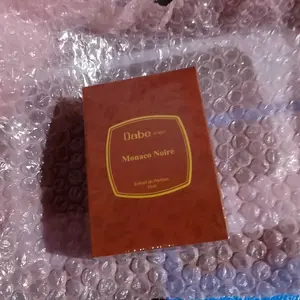 Dabo
Monaco Noire
Extrait de Parfum